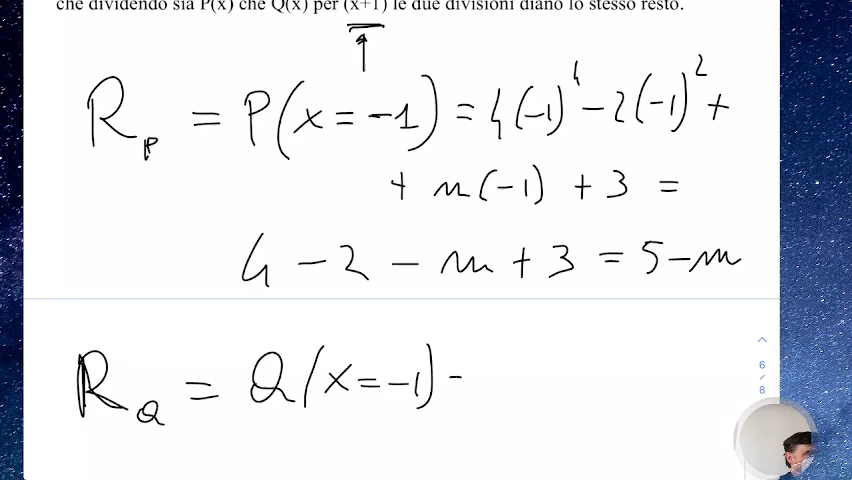 che dividendo sia P(x) che Q(x) per (x+1) le due divisioni diano lo stesso resto.
R_P = P(x = -1) = 4(-1)^4 - 2(-1)^2 +
+ m(-1) + 3 =
4 - 2 - m + 3 = 5 - m
R_Q = Q(x = -1) -
6
/
8